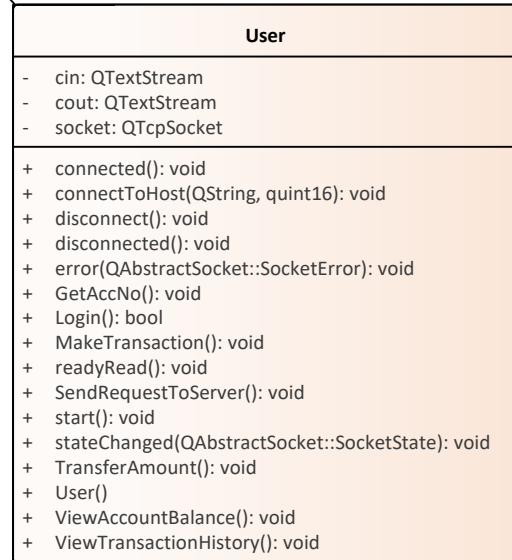 User
- cin: QTextStream
- cout: QTextStream
- socket: QTcpSocket
+ connected(): void
+ connectToHost(QString, quint16): void
+ disconnect(): void
+ disconnected(): void
+ error(QAbstractSocket::SocketError): void
+ GetAccNo(): void
+ Login(): bool
+ MakeTransaction(): void
+ readyRead(): void
+ SendRequestToServer(): void
+ start(): void
+ stateChanged(QAbstractSocket::SocketState): void
+ TransferAmount(): void
+ User()
+ ViewAccountBalance(): void
+ ViewTransactionHistory(): void